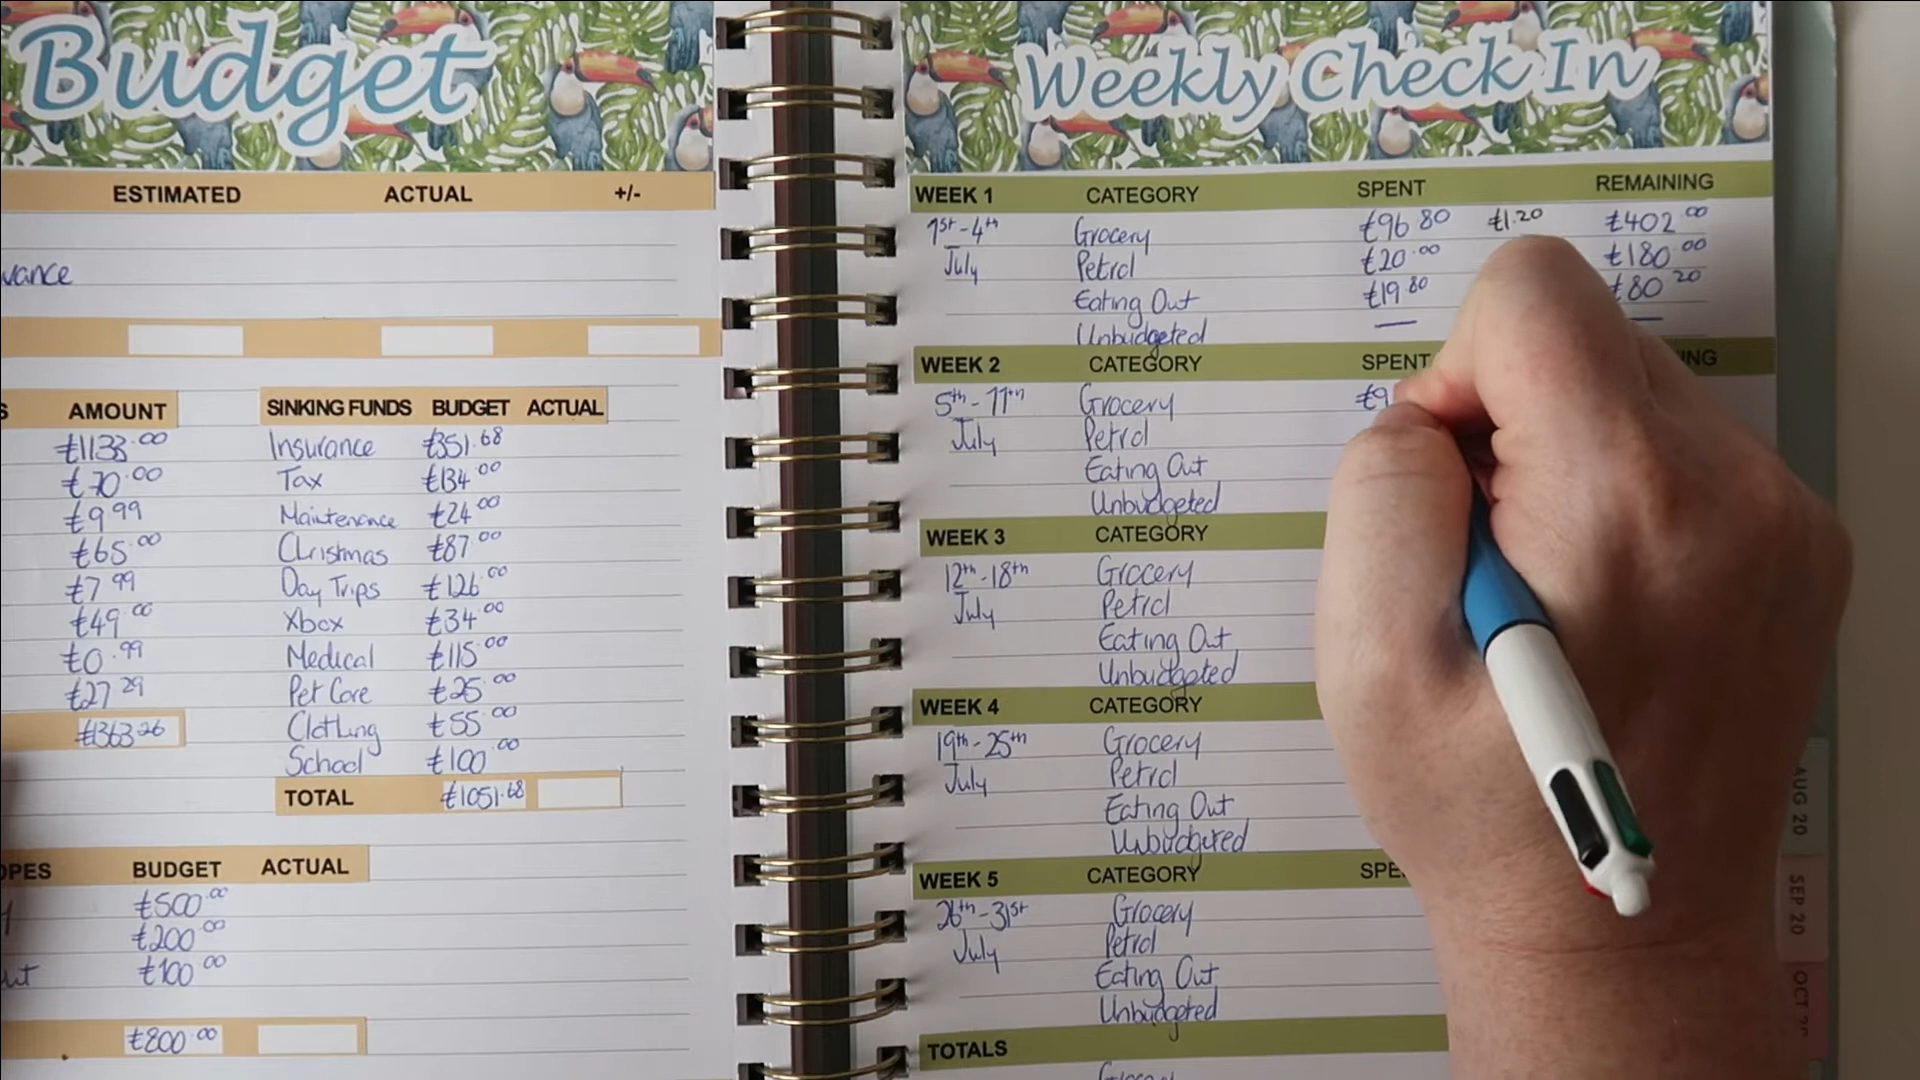 Budget
ESTIMATED ACTUAL +/-
AMOUNT
£1133.00
£70.00
£9.99
£65.00
£7.99
£49.00
£0.99
£27.29
£1363.26
SINKING FUNDS BUDGET ACTUAL
Insurance £351.68
Tax £134.00
Maintenance £24.00
Christmas £87.00
Day Trips £126.00
Xbox £34.00
Medical £115.00
Pet Care £25.00
Clothing £55.00
School £100.00
TOTAL £1051.68
BUDGET ACTUAL
£500.00
£200.00
£100.00
£800.00
Weekly Check In
WEEK 1 CATEGORY SPENT REMAINING
1st-4th Grocery £96.80 £1.20 £402.00
July Petrol £20.00 £180.00
Eating Out £19.80 £80.20
Unbudgeted — —
WEEK 2 CATEGORY SPENT
5th-11th Grocery £9
July Petrol
Eating Out
Unbudgeted
WEEK 3 CATEGORY
12th-18th Grocery
July Petrol
Eating Out
Unbudgeted
WEEK 4 CATEGORY
19th-25th Grocery
July Petrol
Eating Out
Unbudgeted
WEEK 5 CATEGORY
26th-31st Grocery
July Petrol
Eating Out
Unbudgeted
TOTALS
Grocery
AUG 20
SEP 20
OCT 20